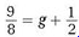 9/8 = g + 1/2,